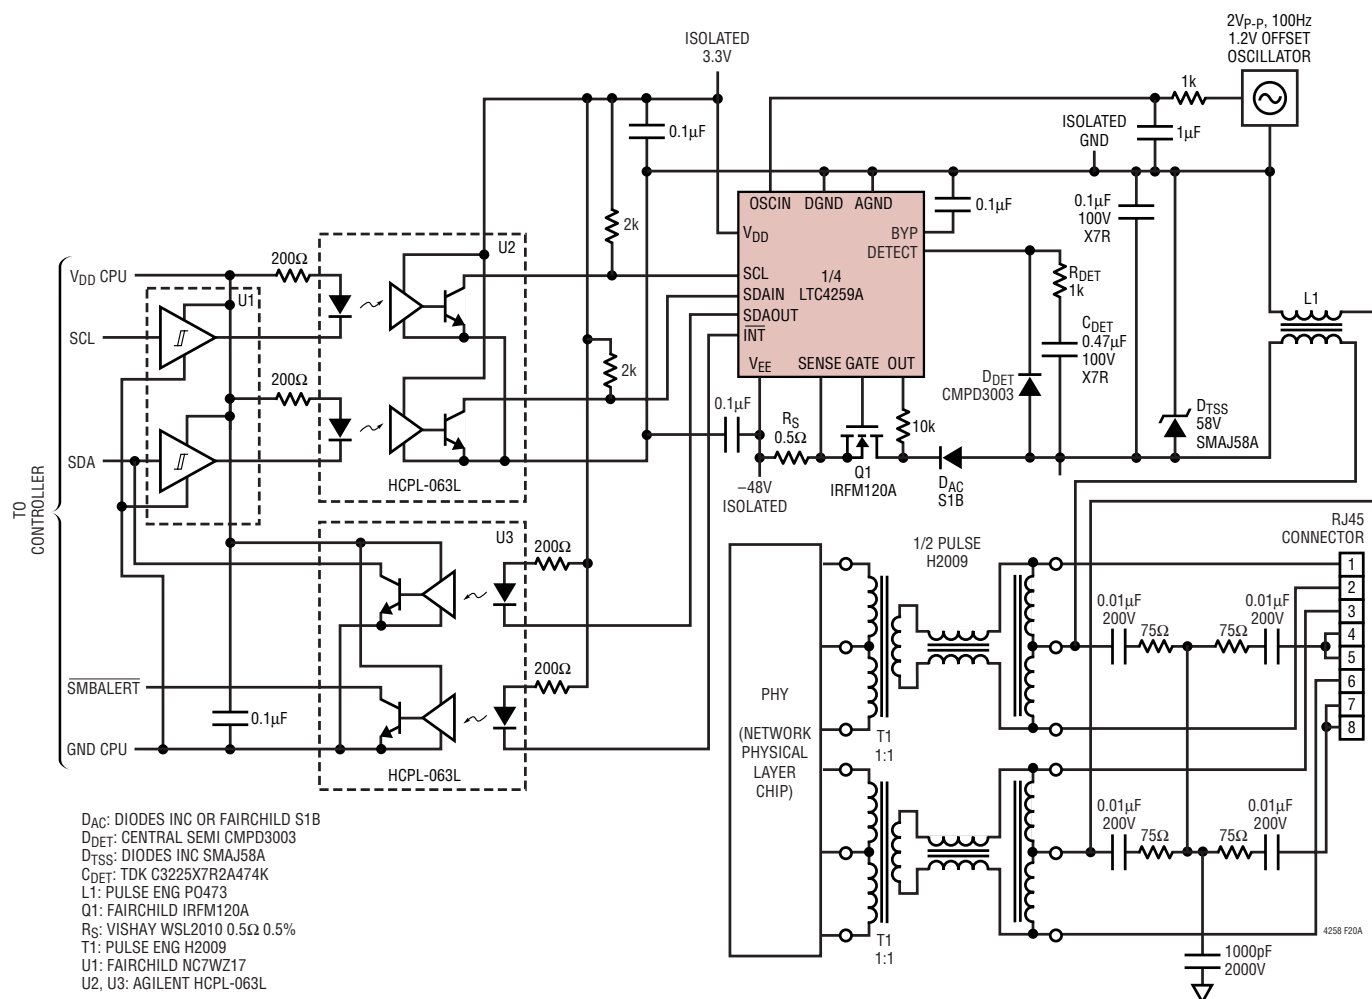 2VP-P, 100Hz
1.2V OFFSET
OSCILLATOR
ISOLATED
3.3V
1k
0.1µF
ISOLATED
GND
1µF
OSCIN DGND AGND
0.1µF
0.1µF
100V
X7R
2k
U2
VDD
BYP
DETECT
200Ω
VDD CPU
RDET
1k
SCL
1/4
LTC4259A
U1
SDAIN
SDAOUT
INT
L1
SCL
CDET
0.47µF
100V
X7R
VEE
SENSE GATE OUT
2k
200Ω
DDET
CMPD3003
0.1µF
RS
0.5Ω
10k
DTSS
58V
SMAJ58A
SDA
Q1
IRFM120A
DAC
S1B
HCPL-063L
–48V
ISOLATED
TO
CONTROLLER
U3
200Ω
1/2 PULSE
H2009
RJ45
CONNECTOR
1
2
3
4
5
6
7
8
0.01µF
200V
75Ω
75Ω
0.01µF
200V
200Ω
SMBALERT
PHY
(NETWORK
PHYSICAL
LAYER
CHIP)
0.1µF
GND CPU
T1
1:1
HCPL-063L
0.01µF
200V
75Ω
75Ω
0.01µF
200V
DAC: DIODES INC OR FAIRCHILD S1B
DDET: CENTRAL SEMI CMPD3003
DTSS: DIODES INC SMAJ58A
CDET: TDK C3225X7R2A474K
L1: PULSE ENG PO473
Q1: FAIRCHILD IRFM120A
RS: VISHAY WSL2010 0.5Ω 0.5%
T1: PULSE ENG H2009
U1: FAIRCHILD NC7WZ17
U2, U3: AGILENT HCPL-063L
T1
1:1
1000pF
2000V
4258 F20A